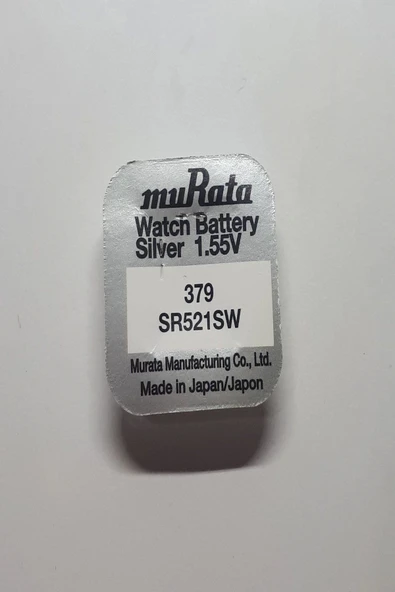 muRata
Watch Battery
Silver 1.55V
379
SR521SW
Murata Manufacturing Co., Ltd.
Made in Japan/Japon